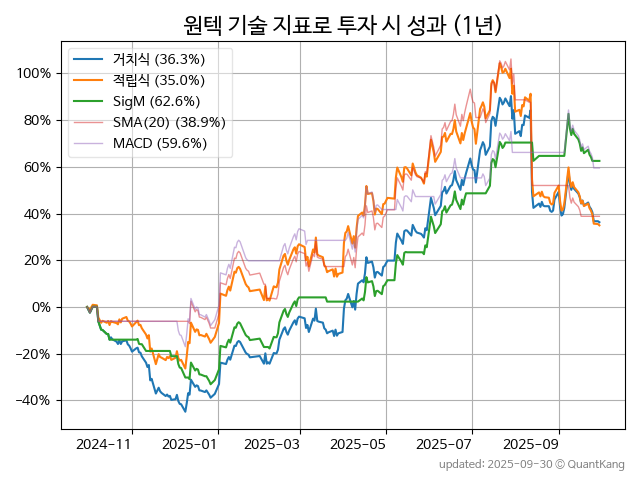 원텍 기술 지표로 투자 시 성과 (1년)
거치식 (36.3%)
적립식 (35.0%)
SigM (62.6%)
SMA(20) (38.9%)
MACD (59.6%)
100%
80%
60%
40%
20%
0%
−20%
−40%
2024-11
2025-01
2025-03
2025-05
2025-07
2025-09
updated: 2025-09-30 © QuantKang